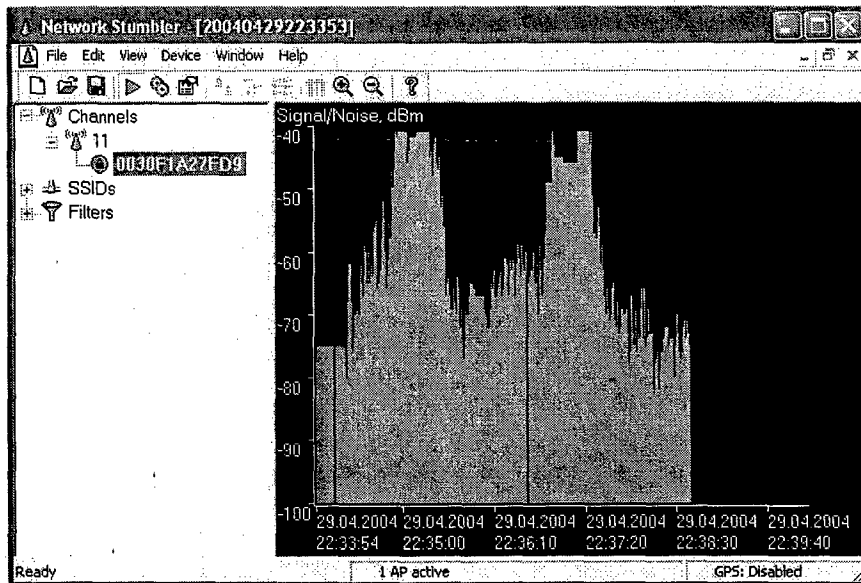 Network Stumbler - [20040429223353]
File Edit View Device Window Help
Channels
11
0030F1A27FD9
SSIDs
Filters
Signal/Noise, dBm
-40
-50
-60
-70
-80
-90
-100
29.04.2004 29.04.2004 29.04.2004 29.04.2004 29.04.2004 29.04.2004
22:33:54 22:35:00 22:36:10 22:37:20 22:38:30 22:39:40
Ready 1 AP active GPS: Disabled